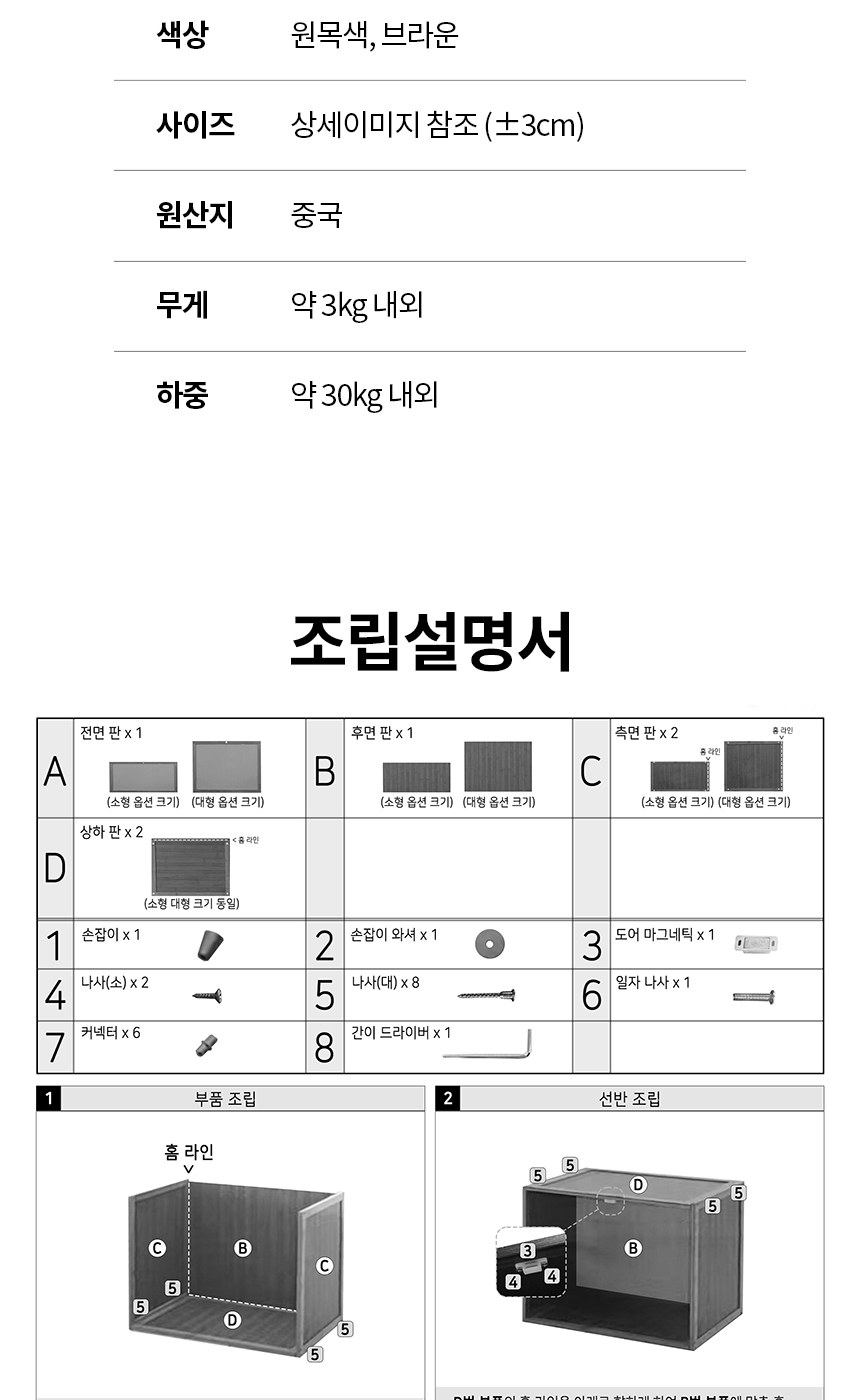 색상 원목색, 브라운
사이즈 상세이미지 참조 (±3cm)
원산지 중국
무게 약 3kg 내외
하중 약 30kg 내외
조립설명서
A 전면 판 x 1
(소형 옵션 크기) (대형 옵션 크기)
B 후면 판 x 1
(소형 옵션 크기) (대형 옵션 크기)
C 측면 판 x 2
홈 라인
홈 라인
(소형 옵션 크기) (대형 옵션 크기)
D 상하 판 x 2
< 홈 라인
(소형 대형 크기 동일)
1 손잡이 x 1
2 손잡이 와셔 x 1
3 도어 마그네틱 x 1
4 나사(소) x 2
5 나사(대) x 8
6 일자 나사 x 1
7 커넥터 x 6
8 간이 드라이버 x 1
1 부품 조립
홈 라인
C B C
5
5 D 5
5
2 선반 조립
5 5 D 5
5
3 B
4 4